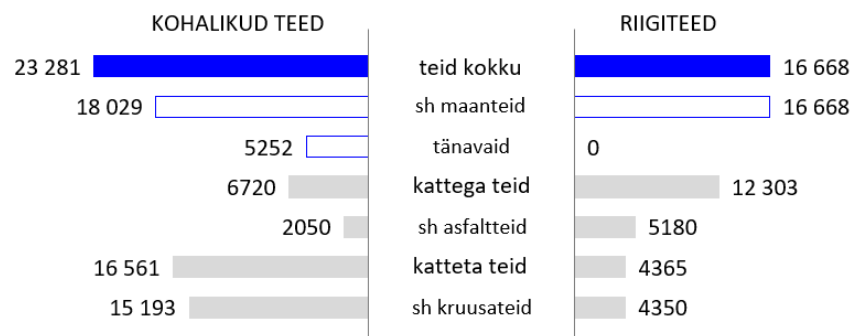 KOHALIKUD TEED RIIGITEED
23 281 teid kokku 16 668
18 029 sh maanteid 16 668
5252 tänavaid 0
6720 kattega teid 12 303
2050 sh asfaltteid 5180
16 561 katteta teid 4365
15 193 sh kruusateid 4350